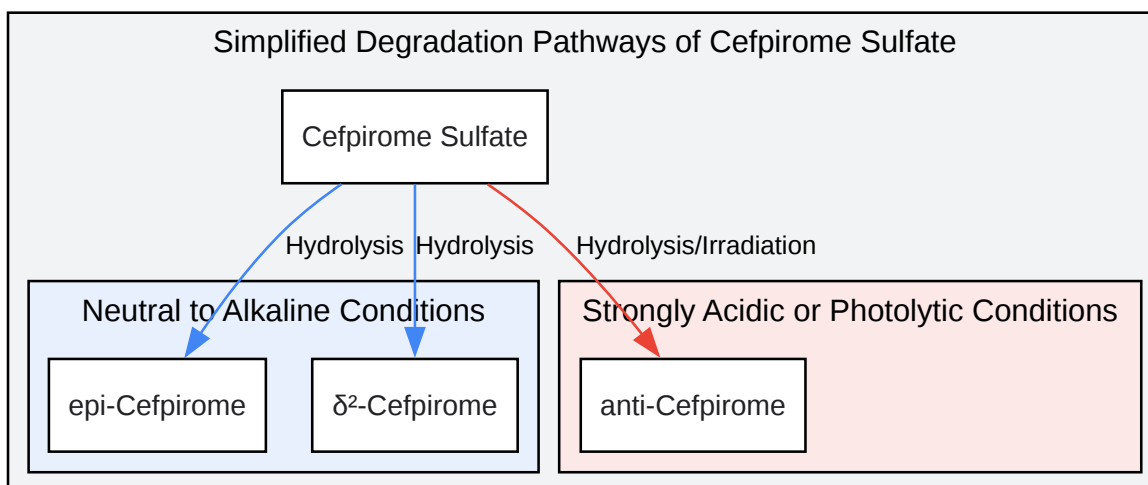 Simplified Degradation Pathways of Cefpirome Sulfate
Cefpirome Sulfate
Hydrolysis Hydrolysis Hydrolysis/Irradiation
Neutral to Alkaline Conditions
Strongly Acidic or Photolytic Conditions
epi-Cefpirome
δ²-Cefpirome
anti-Cefpirome